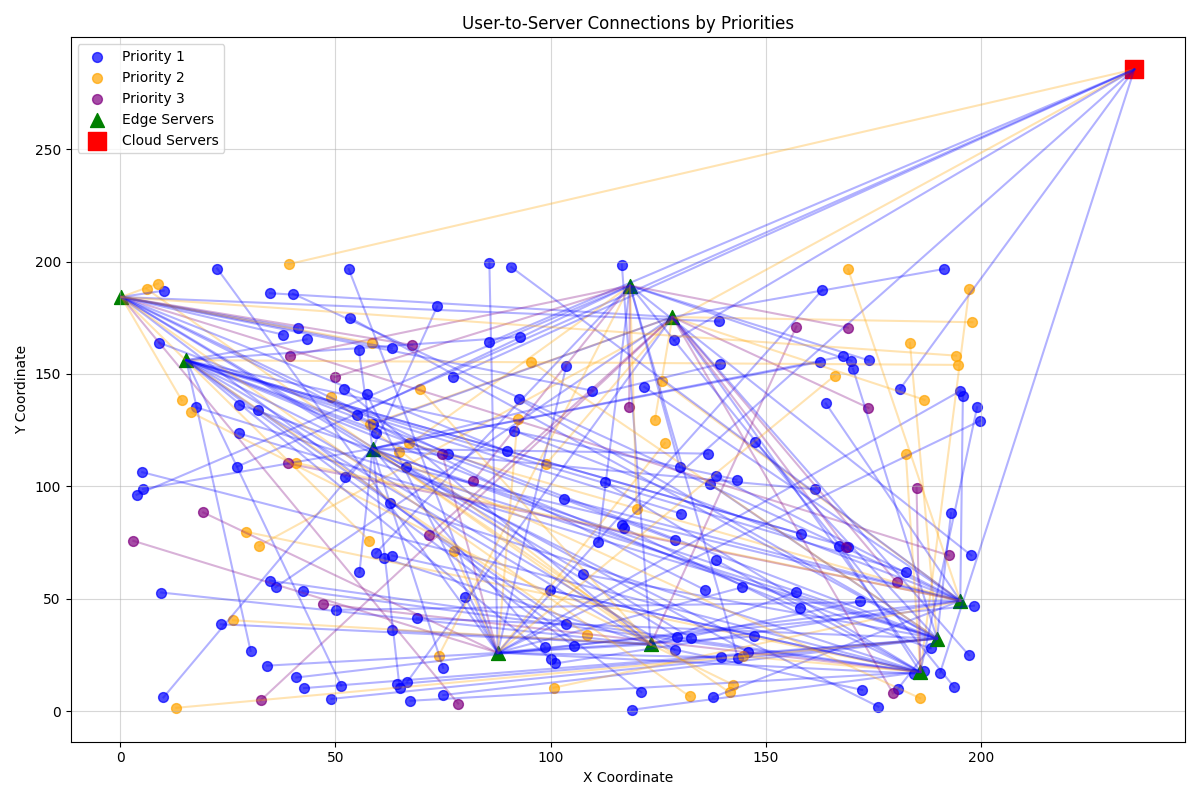 User-to-Server Connections by Priorities
Priority 1
Priority 2
Priority 3
Edge Servers
Cloud Servers
Y Coordinate
250
200
150
100
50
0
0 50 100 150 200
X Coordinate